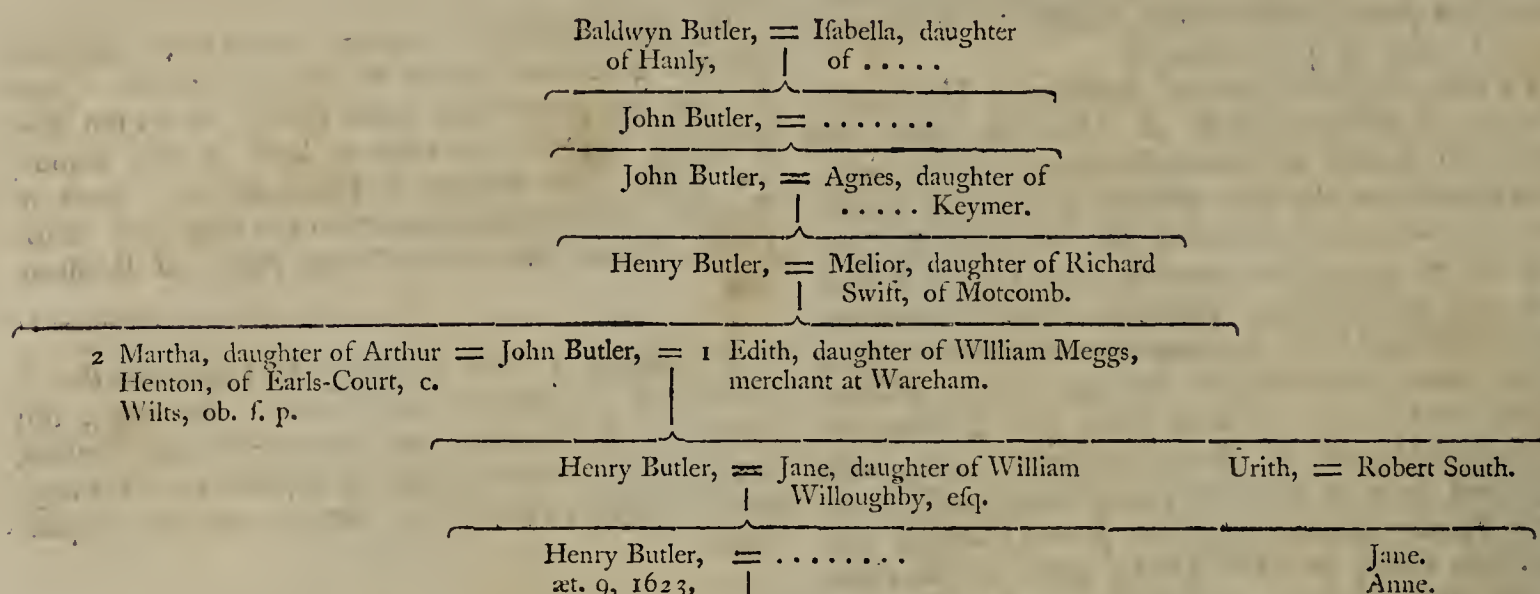 Baldwyn Butler, = Iſabella, daughter
of Hanly, of . . . . .
John Butler, = . . . . . . .
John Butler, = Agnes, daughter of
. . . . . Keymer.
Henry Butler, = Melior, daughter of Richard
Swift, of Motcomb.
2 Martha, daughter of Arthur = John Butler, = 1 Edith, daughter of WIlliam Meggs,
Henton, of Earls-Court, c. merchant at Wareham.
Wilts, ob. ſ. p.
Henry Butler, = Jane, daughter of William Urith, = Robert South.
Willoughby, eſq.
Henry Butler, = . . . . . . . . Jane.
æt. 9, 1623, Anne.